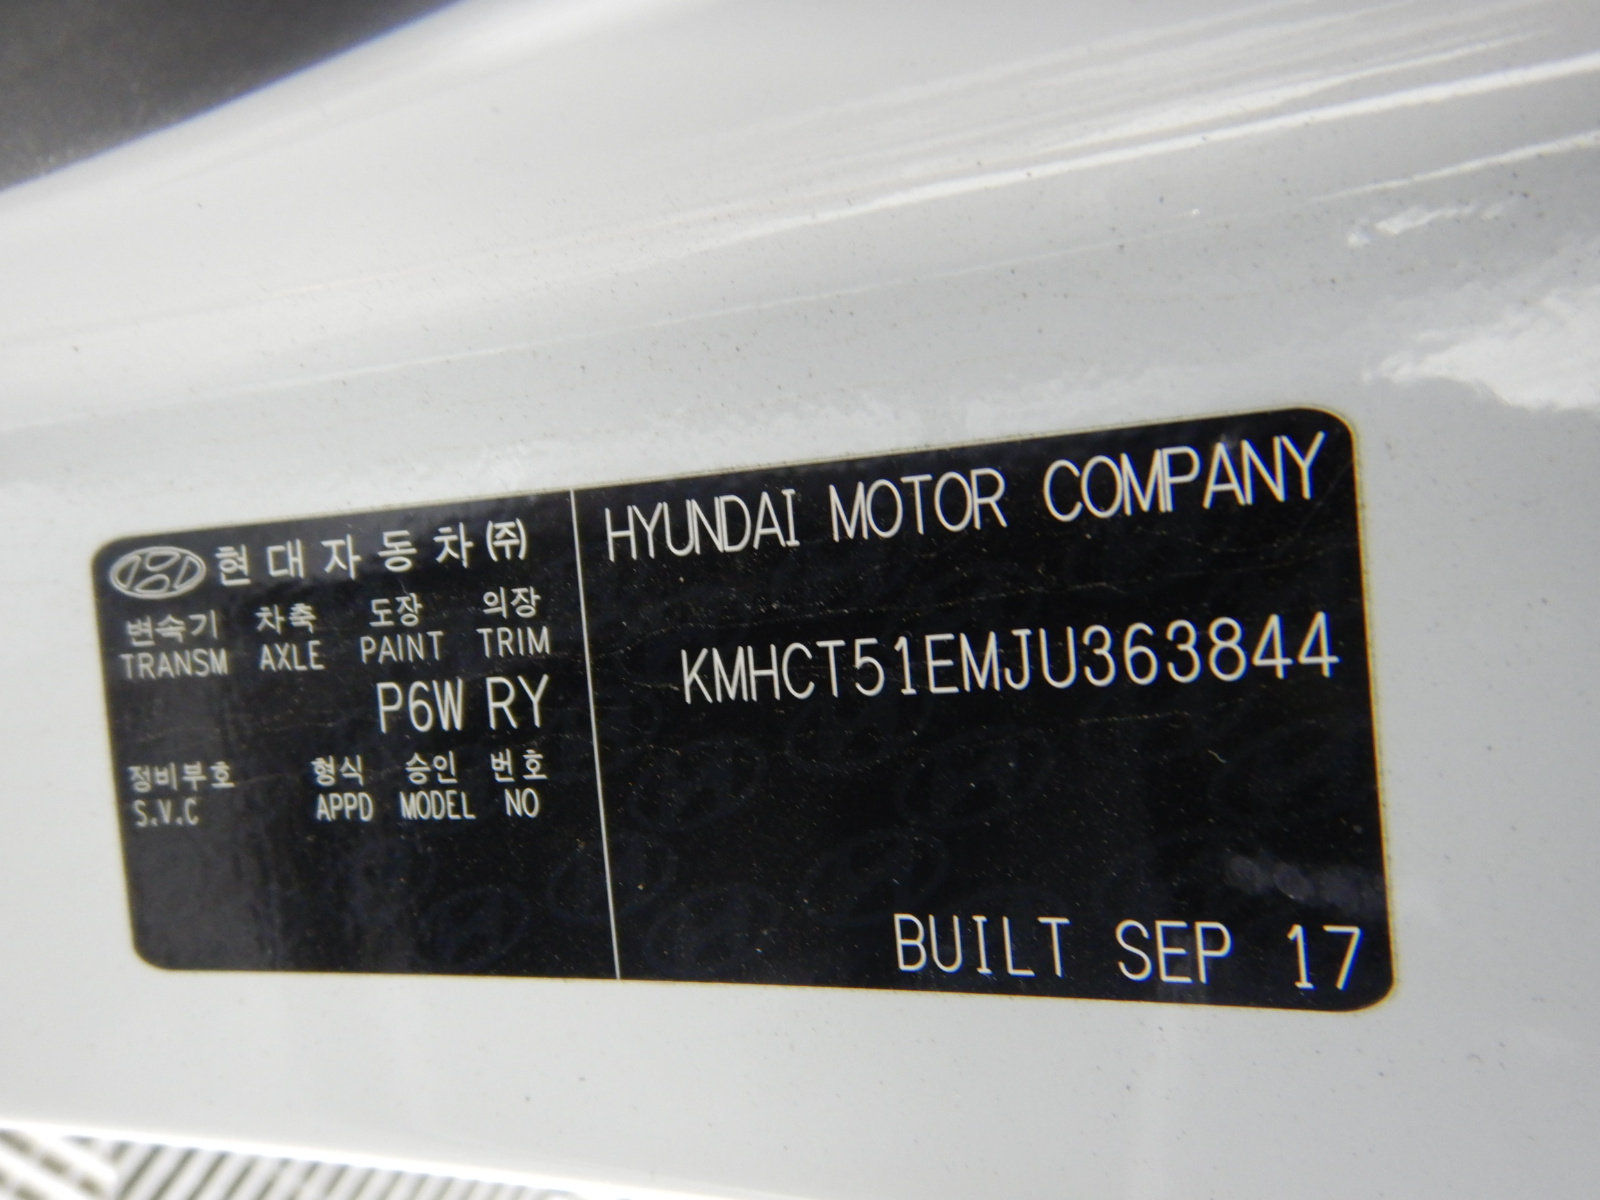 현대자동차㈜
변속기 차축 도장 의장
TRANSM AXLE PAINT TRIM
P6W RY
정비부호 형식 승인 번호
S.V.C APPD MODEL NO
HYUNDAI MOTOR COMPANY
KMHCT51EMJU363844
BUILT SEP 17